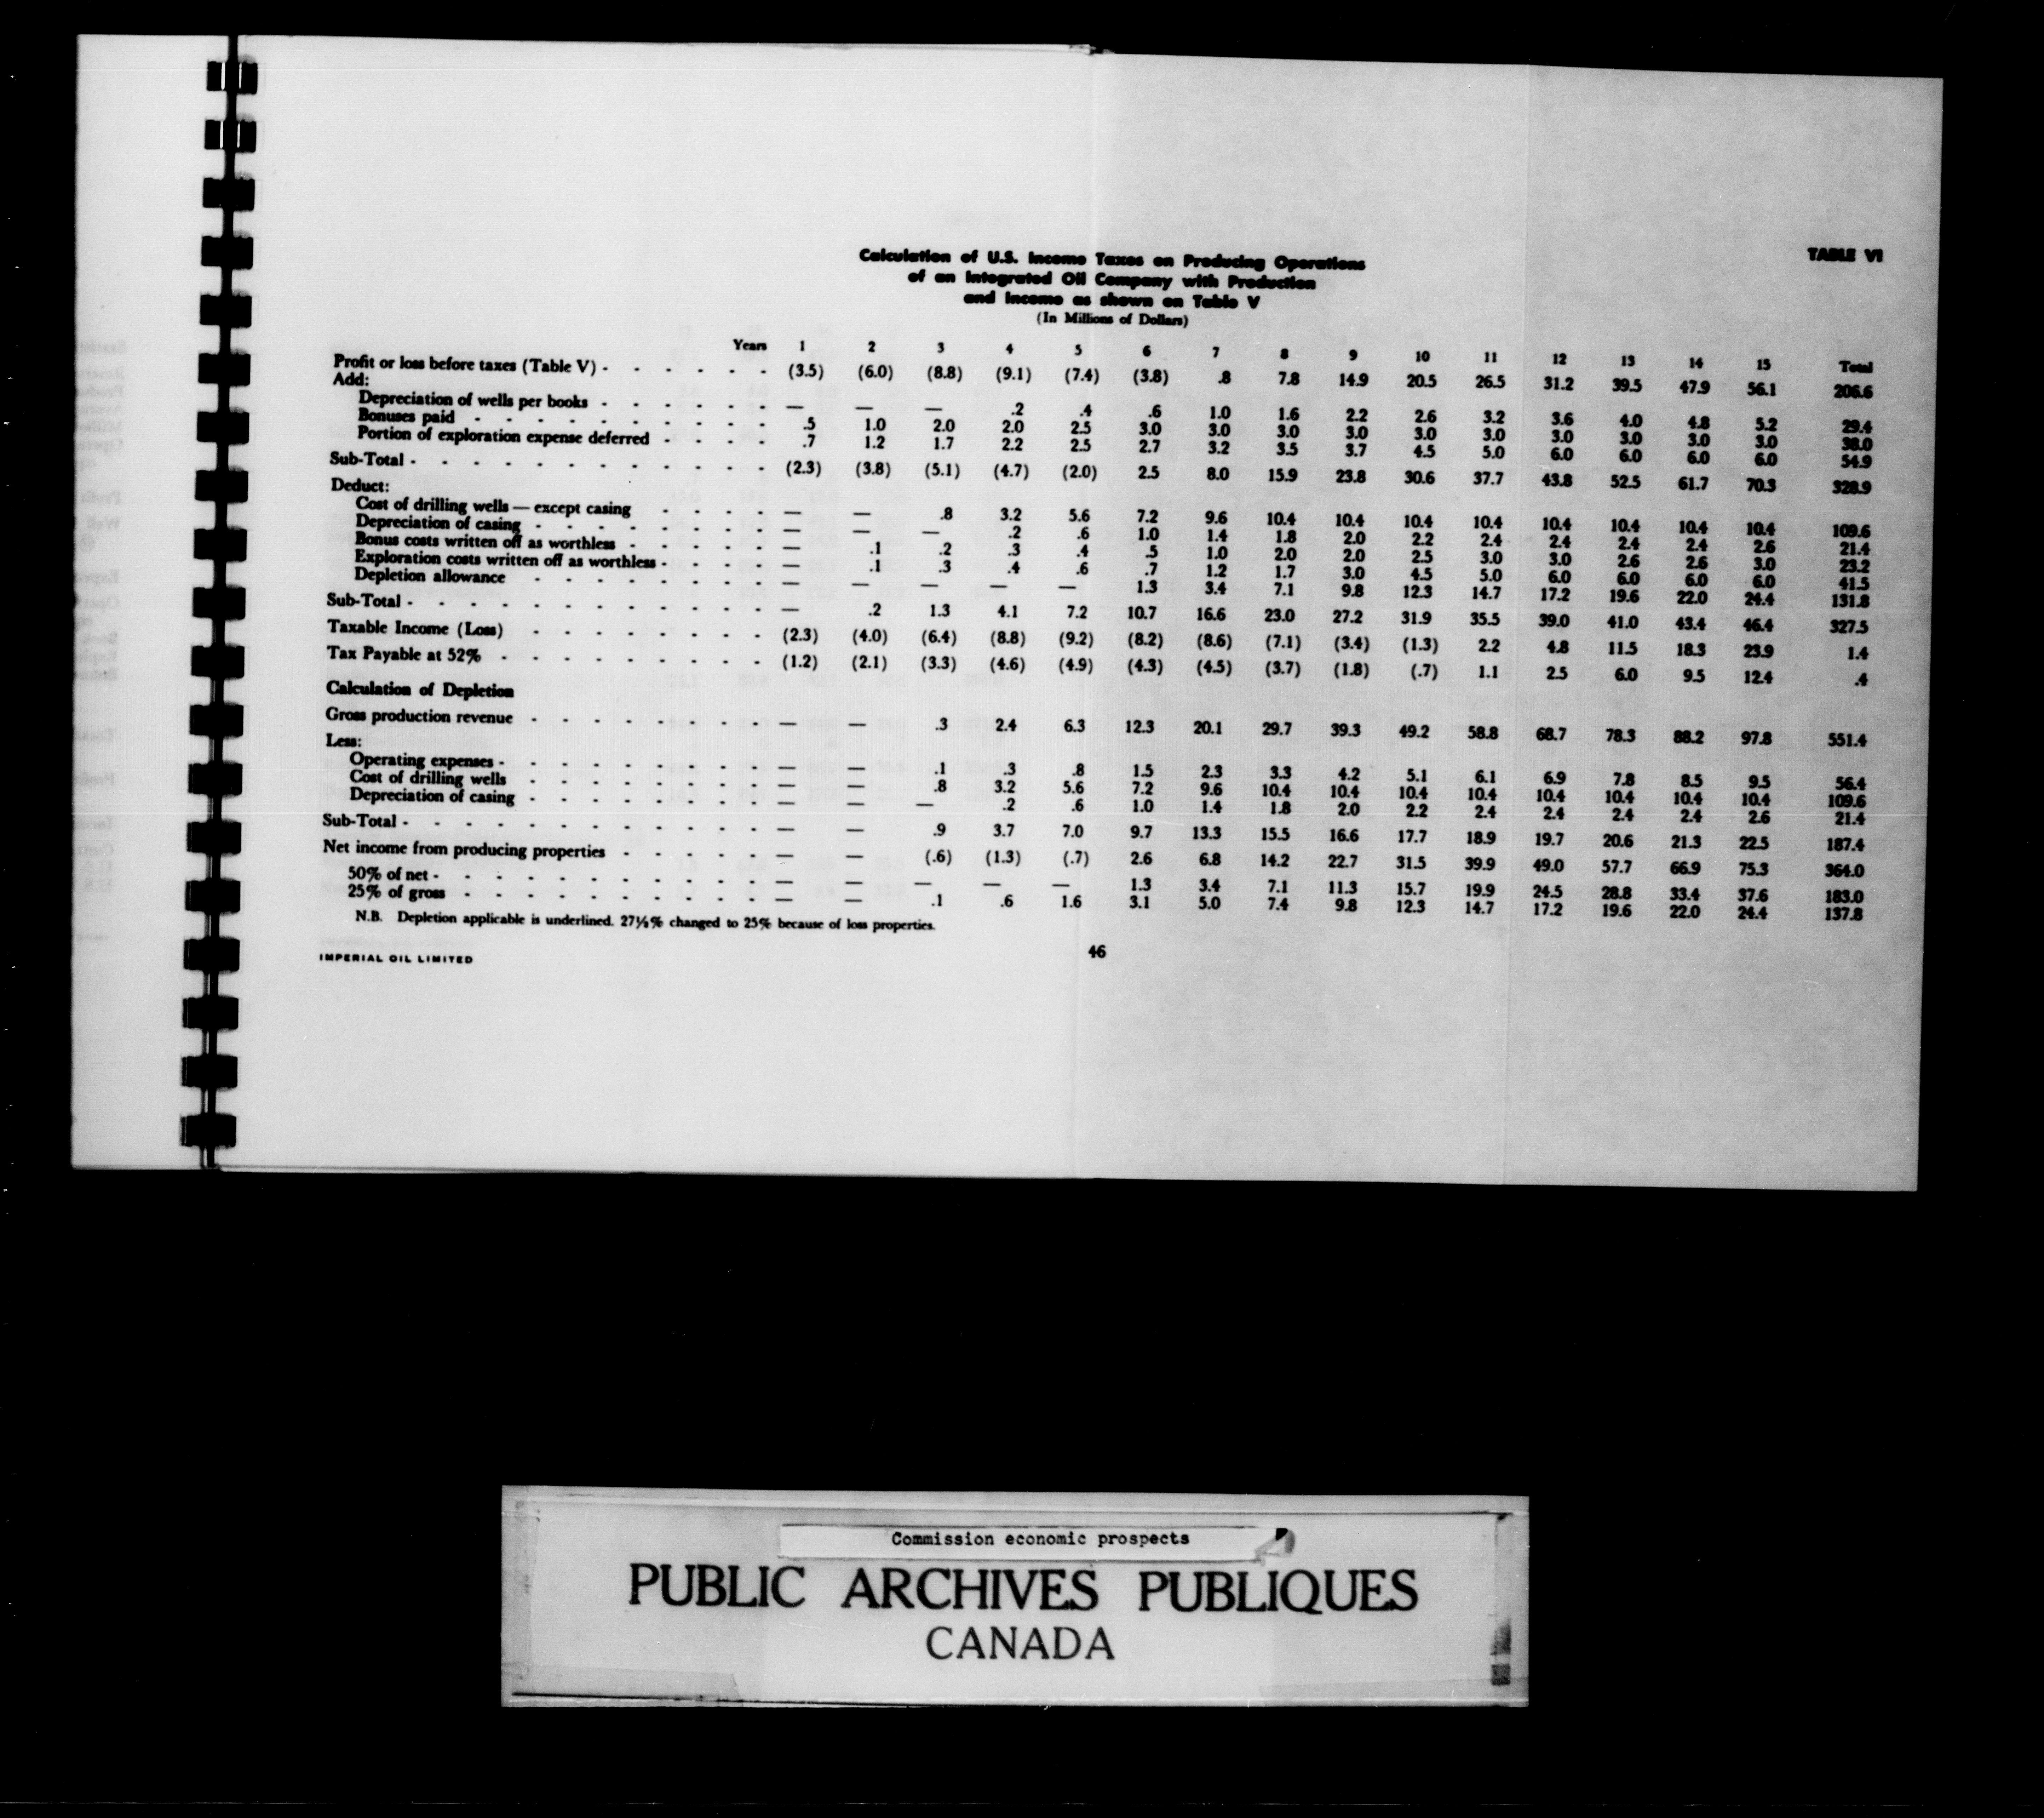 TABLE VI
Calculation of U.S. Income Taxes on Producing Operations
of an Integrated Oil Company with Production
and Income as shown on Table V
(In Millions of Dollars)
Years 1 2 3 4 5 6 7 8 9 10 11 12 13 14 15 Total
Profit or loss before taxes (Table V) - - - - - - (3.5) (6.0) (8.8) (9.1) (7.4) (3.8) .8 7.8 14.9 20.5 26.5 31.2 39.5 47.9 56.1 206.6
Add:
Depreciation of wells per books - - - - - - — — — .2 .4 .6 1.0 1.6 2.2 2.6 3.2 3.6 4.0 4.8 5.2 29.4
Bonuses paid - - - - - - - - - - .5 1.0 2.0 2.0 2.5 3.0 3.0 3.0 3.0 3.0 3.0 3.0 3.0 3.0 3.0 38.0
Portion of exploration expense deferred - - - - .7 1.2 1.7 2.2 2.5 2.7 3.2 3.5 3.7 4.5 5.0 6.0 6.0 6.0 6.0 54.9
Sub-Total - - - - - - - - - - - - (2.3) (3.8) (5.1) (4.7) (2.0) 2.5 8.0 15.9 23.8 30.6 37.7 43.8 52.5 61.7 70.3 328.9
Deduct:
Cost of drilling wells — except casing - - - - — — .8 3.2 5.6 7.2 9.6 10.4 10.4 10.4 10.4 10.4 10.4 10.4 10.4 109.6
Depreciation of casing - - - - - - - - — — — .2 .6 1.0 1.4 1.8 2.0 2.2 2.4 2.4 2.4 2.4 2.6 21.4
Bonus costs written off as worthless - - - - - — .1 .2 .3 .4 .5 1.0 2.0 2.0 2.5 3.0 3.0 2.6 2.6 3.0 23.2
Exploration costs written off as worthless - - - - — .1 .3 .4 .6 .7 1.2 1.7 3.0 4.5 5.0 6.0 6.0 6.0 6.0 41.5
Depletion allowance - - - - - - - - — — — — — 1.3 3.4 7.1 9.8 12.3 14.7 17.2 19.6 22.0 24.4 131.8
Sub-Total - - - - - - - - - - - - — .2 1.3 4.1 7.2 10.7 16.6 23.0 27.2 31.9 35.5 39.0 41.0 43.4 46.4 327.5
Taxable Income (Loss) - - - - - - - - (2.3) (4.0) (6.4) (8.8) (9.2) (8.2) (8.6) (7.1) (3.4) (1.3) 2.2 4.8 11.5 18.3 23.9 1.4
Tax Payable at 52% - - - - - - - - - (1.2) (2.1) (3.3) (4.6) (4.9) (4.3) (4.5) (3.7) (1.8) (.7) 1.1 2.5 6.0 9.5 12.4 .4
Calculation of Depletion
Gross production revenue - - - - - - - - — — .3 2.4 6.3 12.3 20.1 29.7 39.3 49.2 58.8 68.7 78.3 88.2 97.8 551.4
Less:
Operating expenses - - - - - - - - - — — .1 .3 .8 1.5 2.3 3.3 4.2 5.1 6.1 6.9 7.8 8.5 9.5 56.4
Cost of drilling wells - - - - - - - - — — .8 3.2 5.6 7.2 9.6 10.4 10.4 10.4 10.4 10.4 10.4 10.4 10.4 109.6
Depreciation of casing - - - - - - - - — — — .2 .6 1.0 1.4 1.8 2.0 2.2 2.4 2.4 2.4 2.4 2.6 21.4
Sub-Total - - - - - - - - - - - - — — .9 3.7 7.0 9.7 13.3 15.5 16.6 17.7 18.9 19.7 20.6 21.3 22.5 187.4
Net income from producing properties - - - - - — — (.6) (1.3) (.7) 2.6 6.8 14.2 22.7 31.5 39.9 49.0 57.7 66.9 75.3 364.0
50% of net - - - - - - - - - - - — — — — — 1.3 3.4 7.1 11.3 15.7 19.9 24.5 28.8 33.4 37.6 183.0
25% of gross - - - - - - - - - - — — .1 .6 1.6 3.1 5.0 7.4 9.8 12.3 14.7 17.2 19.6 22.0 24.4 137.8
N.B. Depletion applicable is underlined. 27½% changed to 25% because of loss properties.
IMPERIAL OIL LIMITED
46
Commission economic prospects
PUBLIC ARCHIVES PUBLIQUES
CANADA